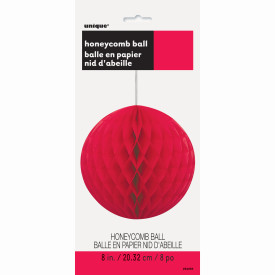 unique
honeycomb ball
balle en papier
nid d'abeille
HONEYCOMB BALL
BALLE EN PAPIER NID D'ABEILLE
8 in. / 20.32 cm / 8 po